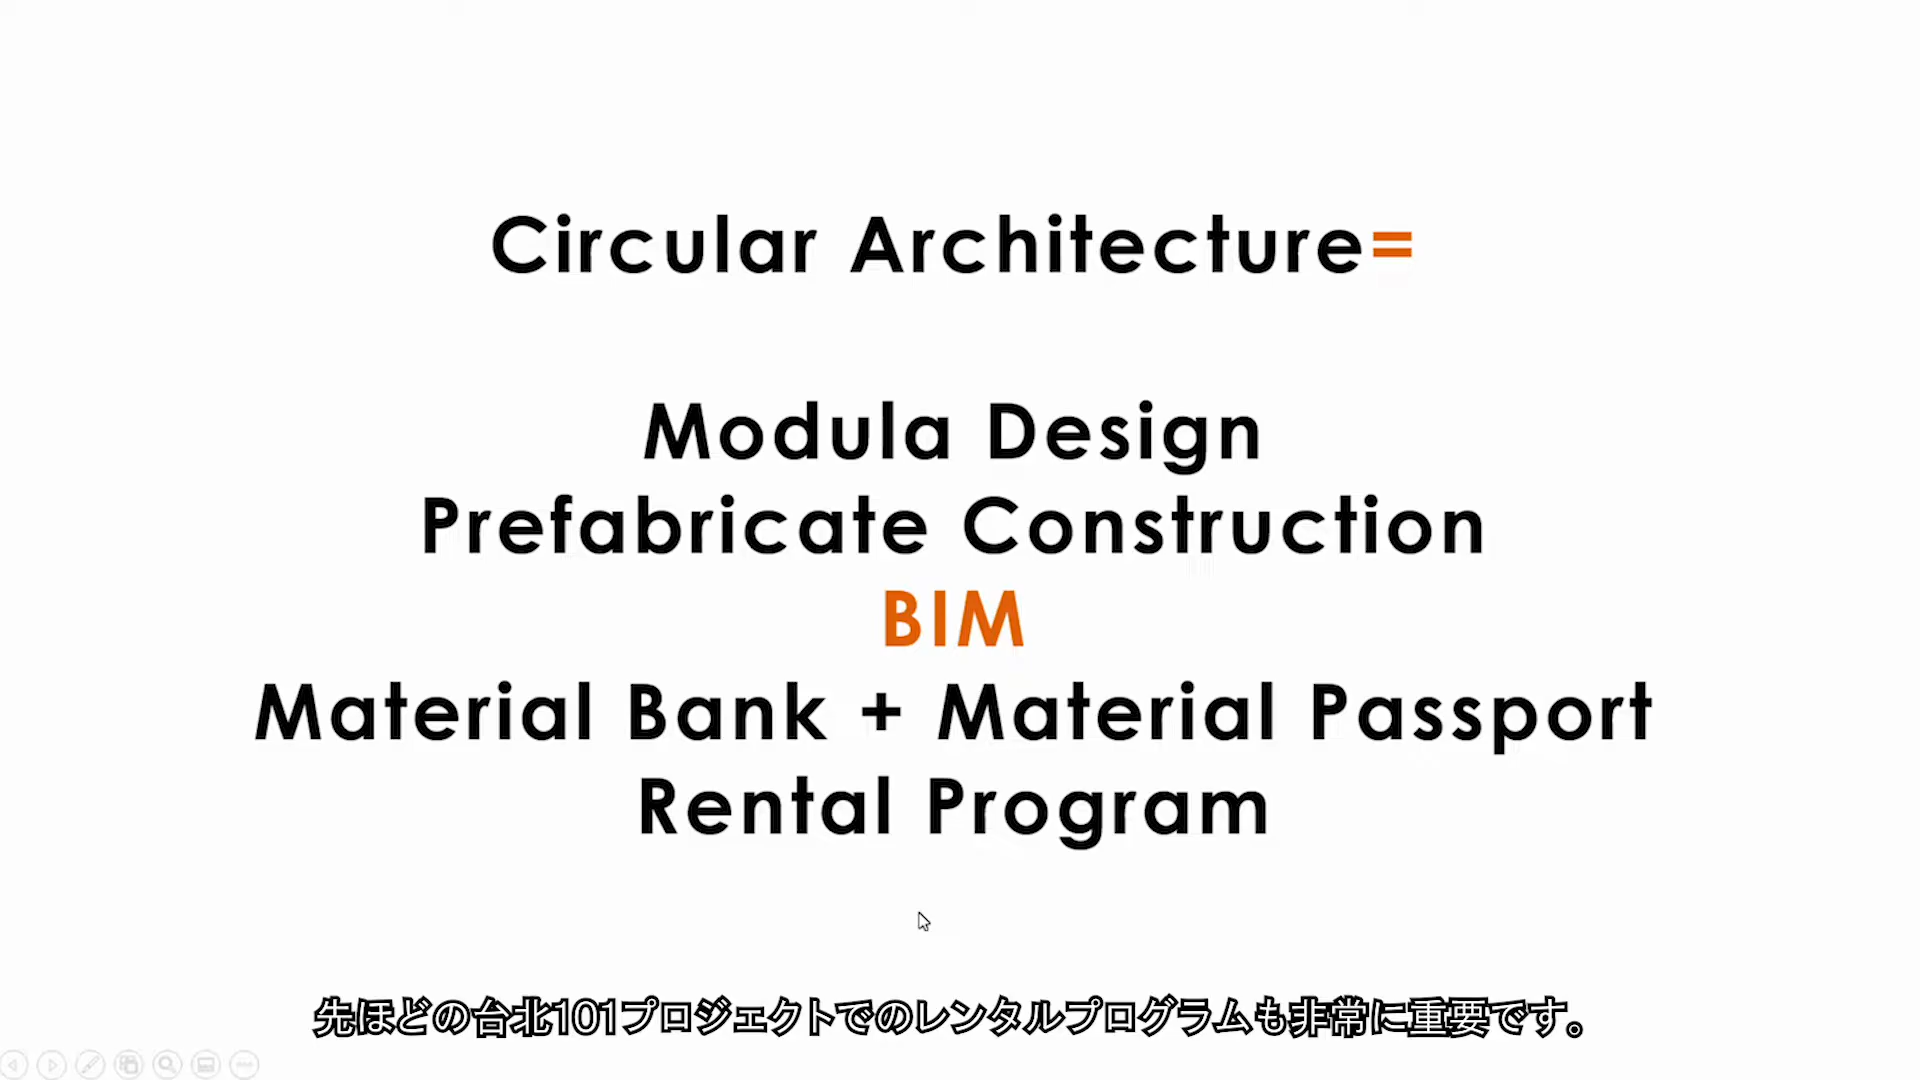 Circular Architecture=
Modula Design
Prefabricate Construction
BIM
Material Bank + Material Passport
Rental Program
先ほどの台北101プロジェクトでのレンタルプログラムも非常に重要です。